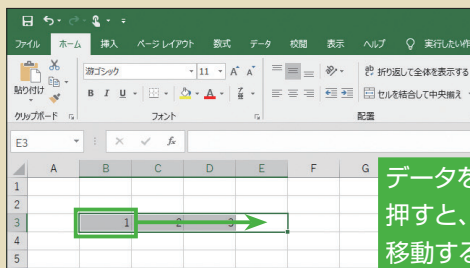 ファイル ホーム 挿入 ページレイアウト 数式 データ 校閲 表示 ヘルプ 実行したい作
貼り付け
游ゴシック 11 A A
折り返して全体を表示する
B I U A
セルを結合して中央揃え
クリップボード フォント 配置
E3 fx
A B C D E F G
1
2
3 1 2 3
4
5
データを
押すと、
移動する